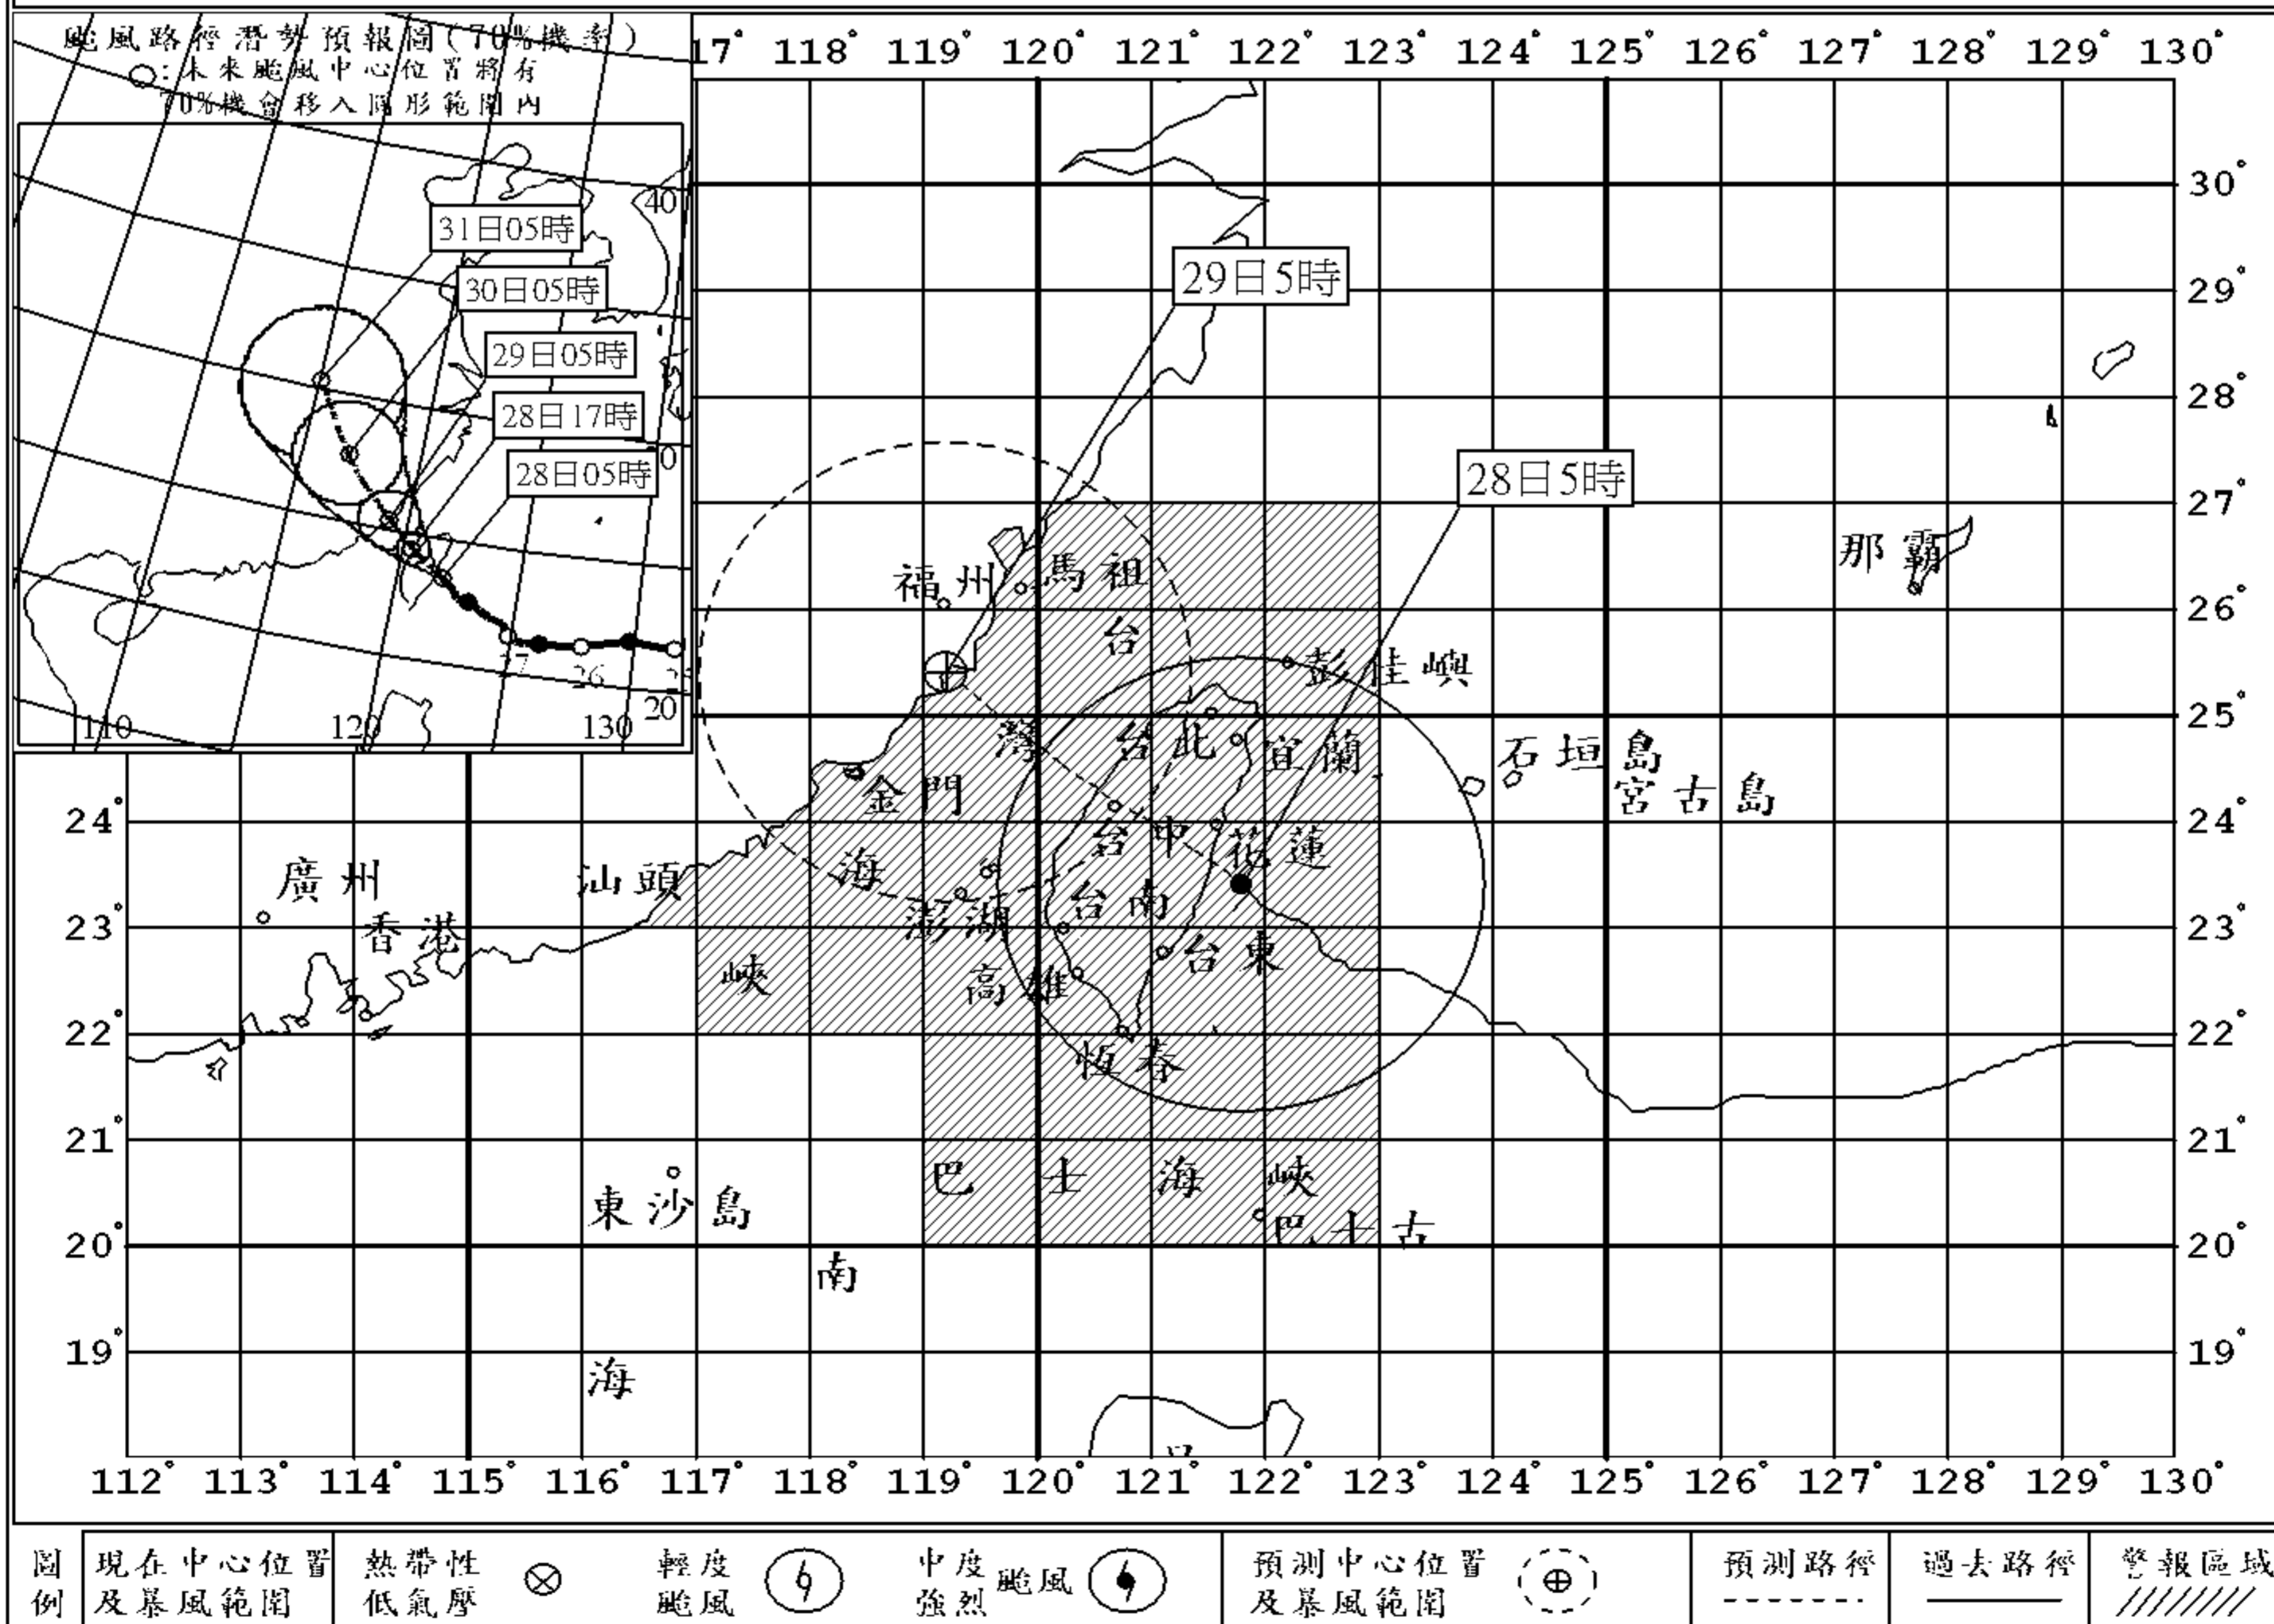 颱風路徑潛勢預報圖(70%機率)
○:未來颱風中心位置將有
70%機會移入圓形範圍內
31日05時
30日05時
29日05時
28日17時
28日05時
40
27
26
110
120
130
20
17° 118° 119° 120° 121° 122° 123° 124° 125° 126° 127° 128° 129° 130°
30°
29°
28°
27°
26°
25°
24° 24°
23° 23°
22° 22°
21° 21°
20° 20°
19° 19°
29日5時
28日5時
那霸
福州
馬祖
台
彭佳嶼
灣
台北
宜蘭
石垣島
宮古島
金門
海
台中
花蓮
廣州
汕頭
香港
澎湖
台南
台東
峽
高雄
恆春
巴士海峽
巴士古
東沙島
南
海
112° 113° 114° 115° 116° 117° 118° 119° 120° 121° 122° 123° 124° 125° 126° 127° 128° 129° 130°
圖例
現在中心位置
及暴風範圍
熱帶性
低氣壓
輕度
颱風
中度
強烈
颱風
預測中心位置
及暴風範圍
預測路徑
過去路徑
警報區域